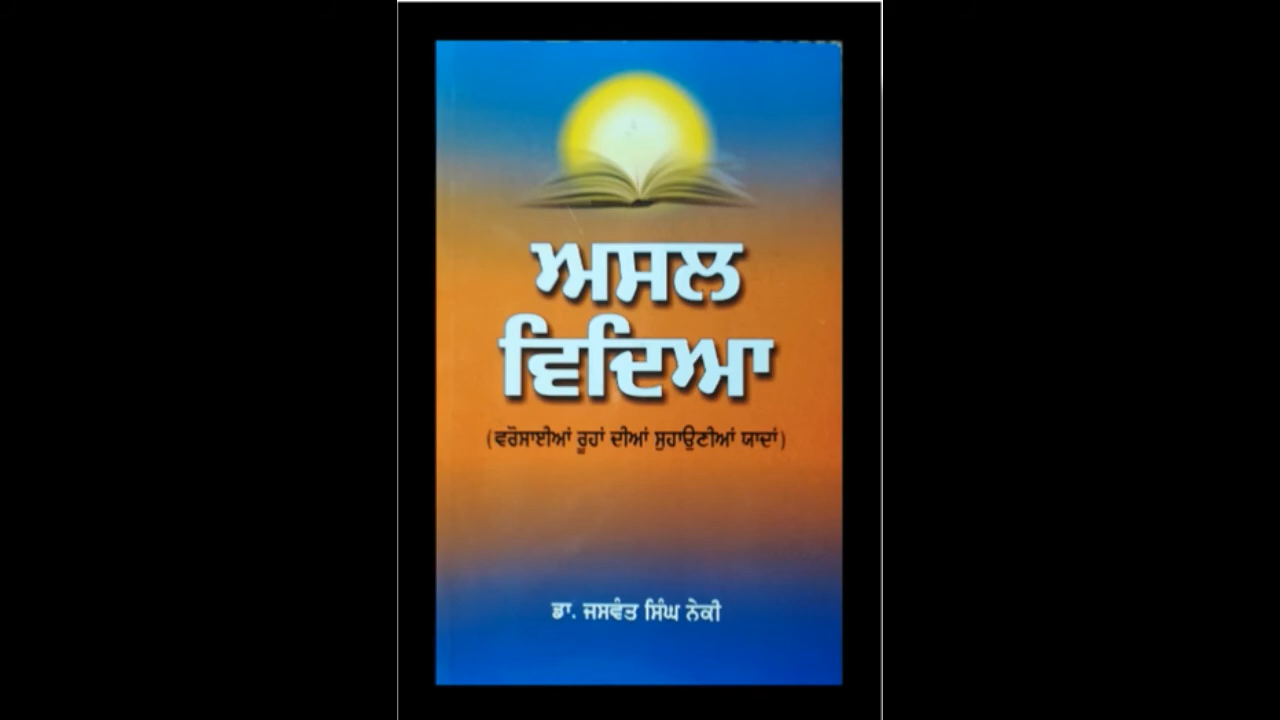 ਅਸਲ
ਵਿਦਿਆ
(ਵਰੋਸਾਈਆਂ ਰੂਹਾਂ ਦੀਆਂ ਸੁਹਾਉਣੀਆਂ ਯਾਦਾਂ)
ਡਾ. ਜਸਵੰਤ ਸਿੰਘ ਨੇਕੀ